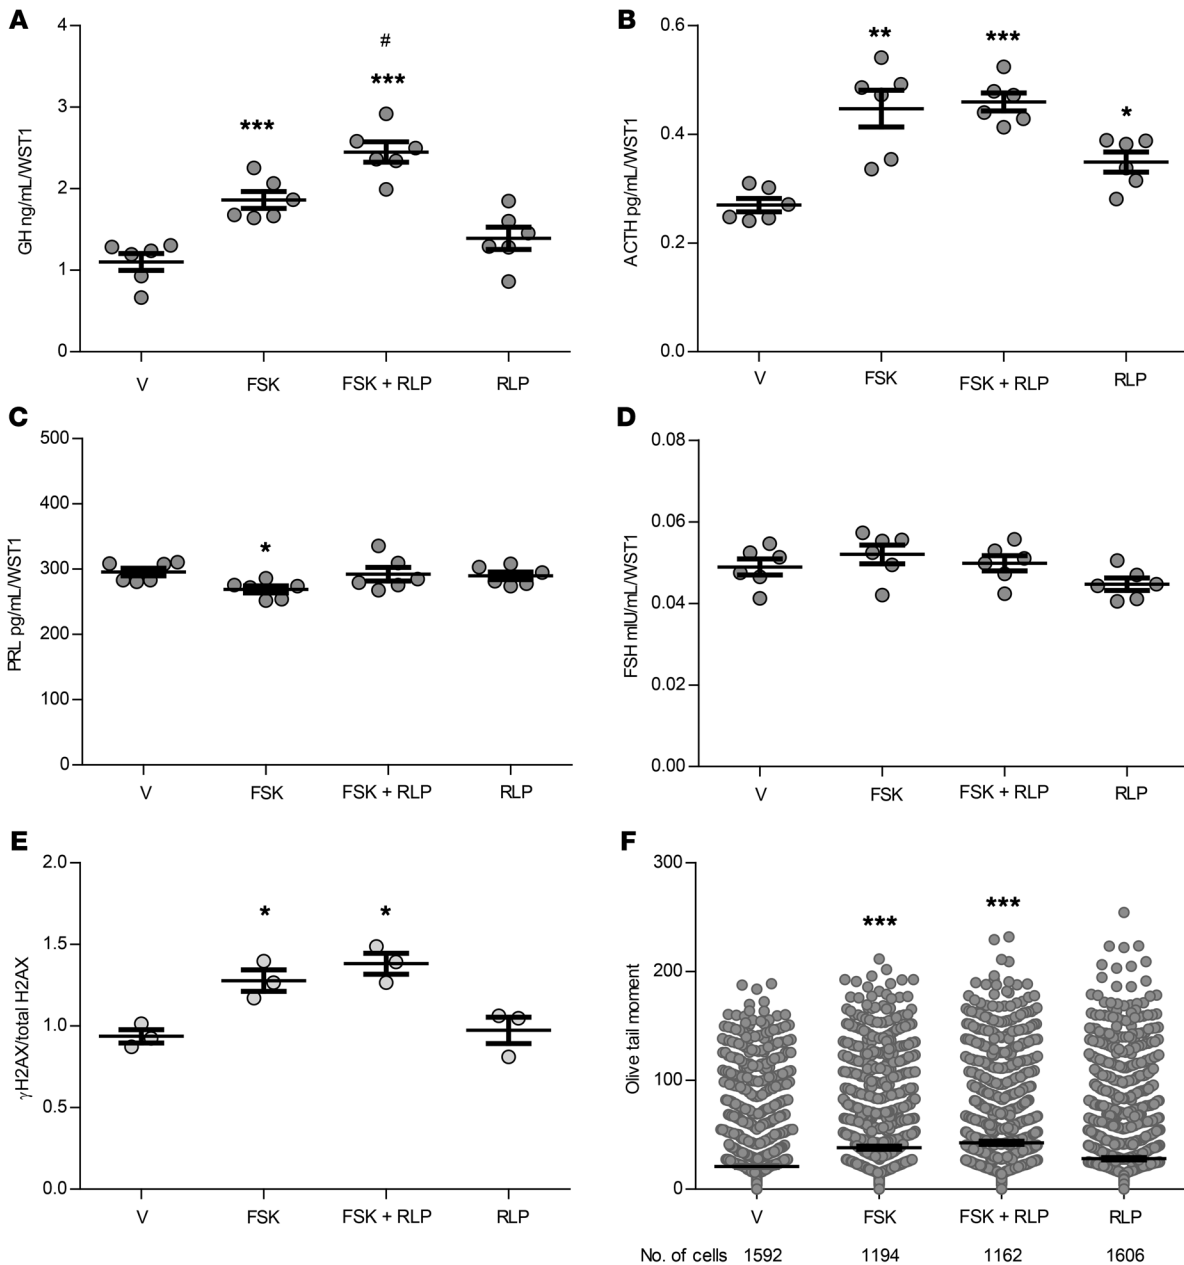 A
GH ng/mL/WST1
4
3
2
1
0
***
#
***
V
FSK
FSK + RLP
RLP
B
ACTH pg/mL/WST1
0.6
0.4
0.2
0.0
**
***
*
V
FSK
FSK + RLP
RLP
C
PRL pg/mL/WST1
500
400
300
200
100
0
*
V
FSK
FSK + RLP
RLP
D
FSH mIU/mL/WST1
0.08
0.06
0.04
0.02
0.00
V
FSK
FSK + RLP
RLP
E
γH2AX/total H2AX
2.0
1.5
1.0
0.5
0.0
*
*
V
FSK
FSK + RLP
RLP
F
Olive tail moment
300
200
100
0
***
***
V
FSK
FSK + RLP
RLP
No. of cells 1592 1194 1162 1606